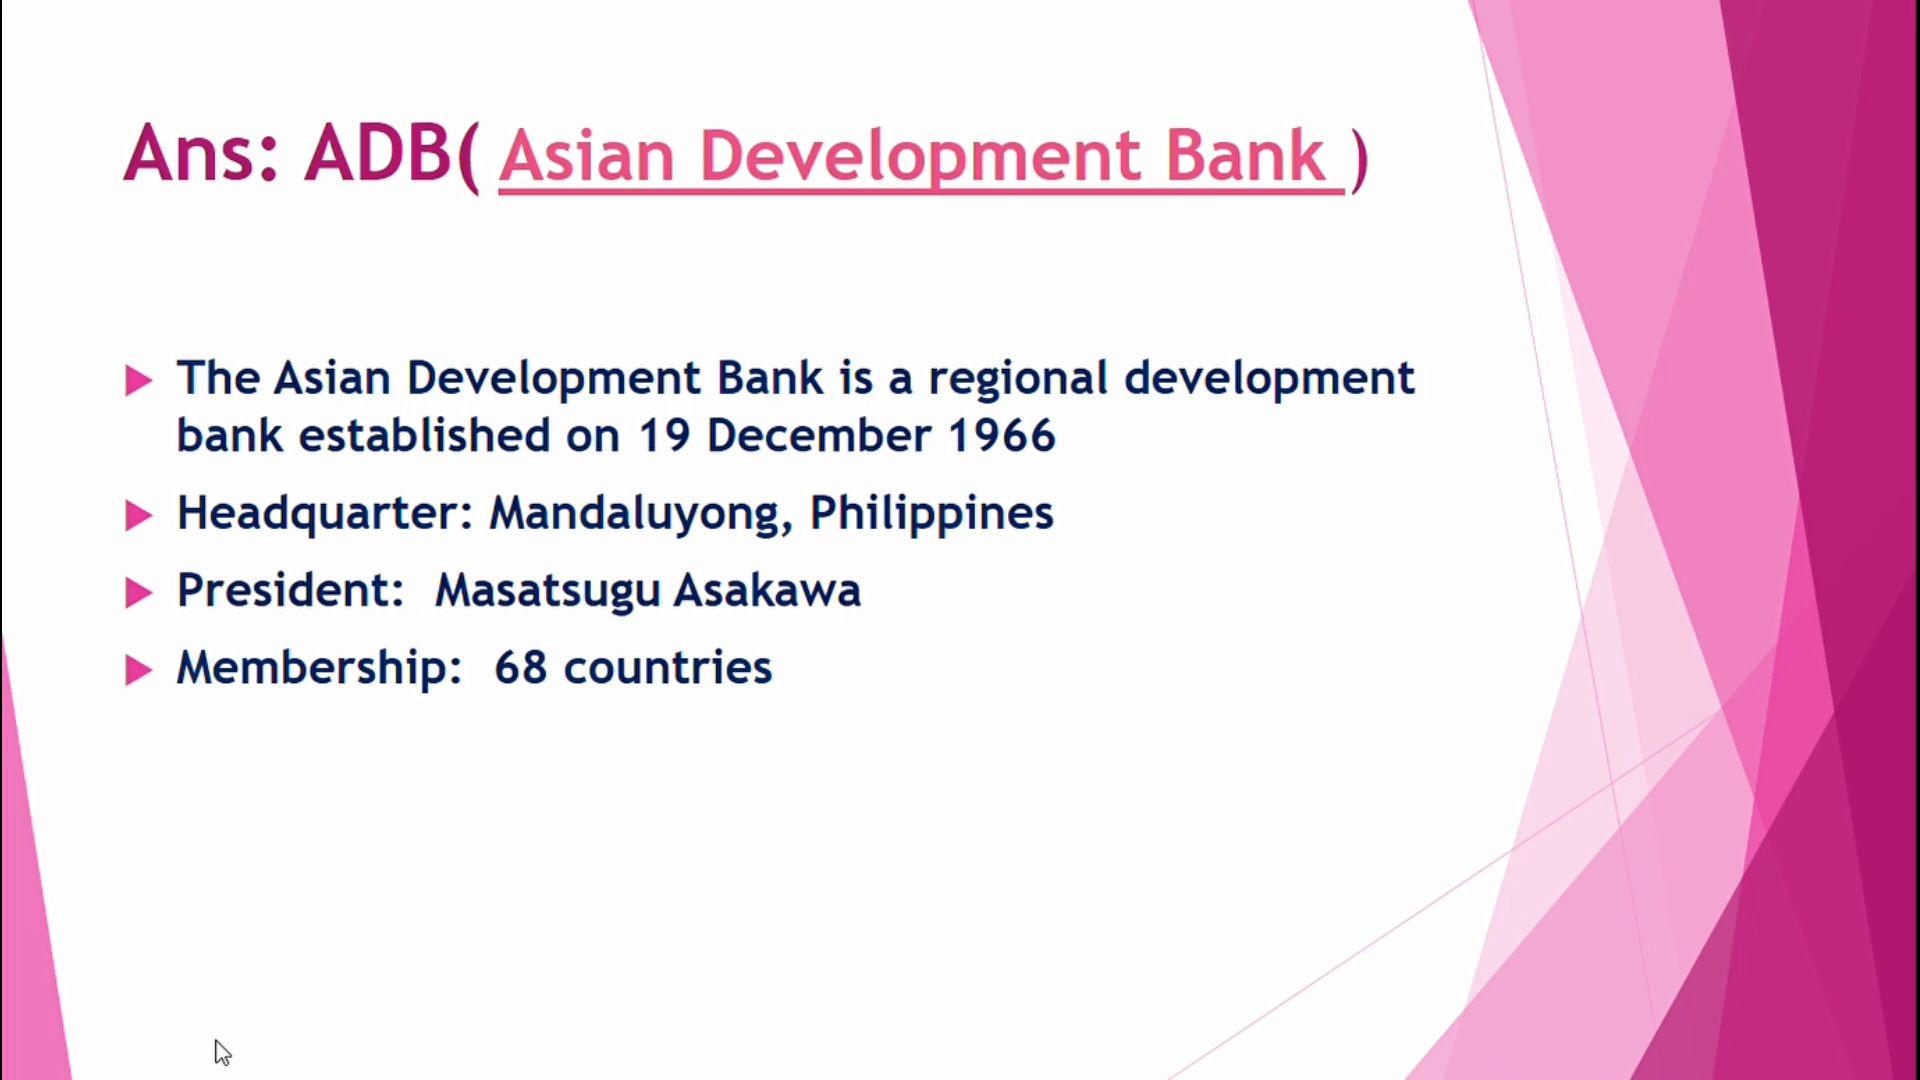 Ans: ADB( Asian Development Bank )
The Asian Development Bank is a regional development
bank established on 19 December 1966
Headquarter: Mandaluyong, Philippines
President: Masatsugu Asakawa
Membership: 68 countries